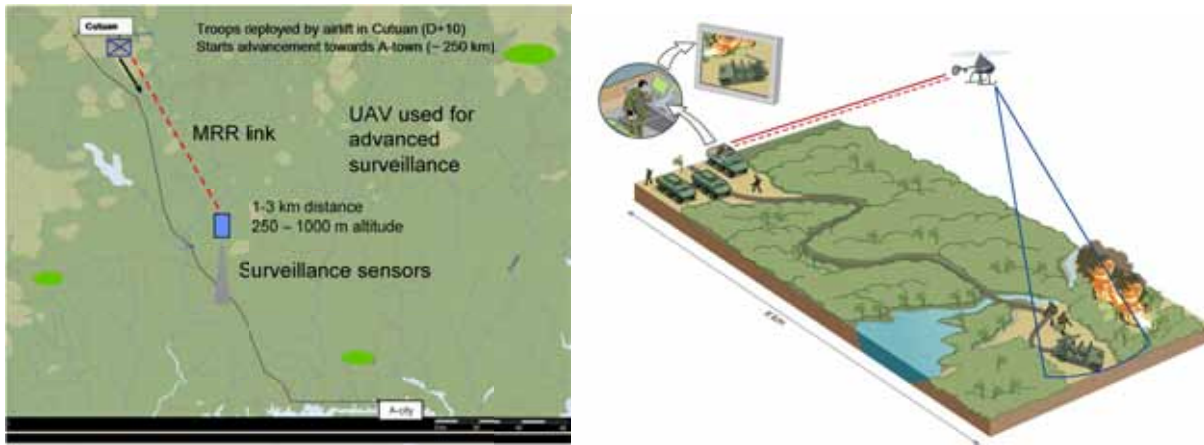 Cutuan
Troops deployed by airlift in Cutuan (D+10)
Starts advancement towards A-town (~ 250 km)
MRR link
UAV used for
advanced
surveillance
1-3 km distance
250 – 1000 m altitude
Surveillance sensors
A-city